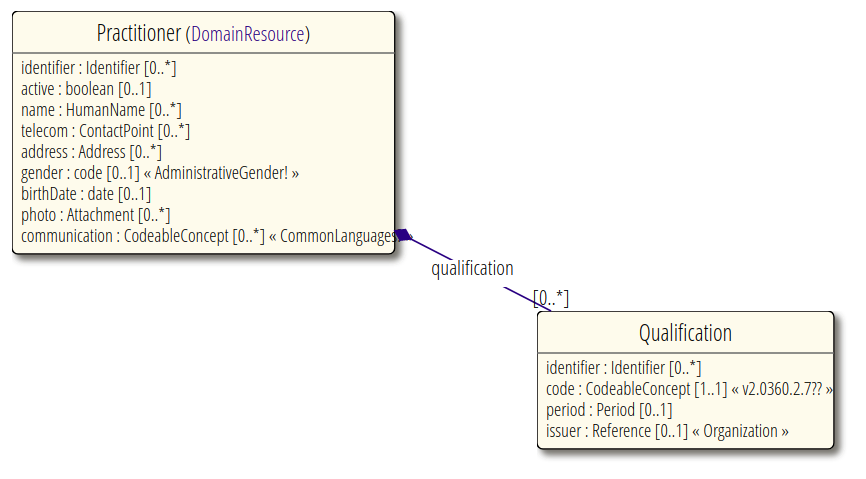 Practitioner (DomainResource)
identifier : Identifier [0..*]
active : boolean [0..1]
name : HumanName [0..*]
telecom : ContactPoint [0..*]
address : Address [0..*]
gender : code [0..1] « AdministrativeGender! »
birthDate : date [0..1]
photo : Attachment [0..*]
communication : CodeableConcept [0..*] « CommonLanguages »
qualification
[0..*]
Qualification
identifier : Identifier [0..*]
code : CodeableConcept [1..1] « v2.0360.2.7?? »
period : Period [0..1]
issuer : Reference [0..1] « Organization »